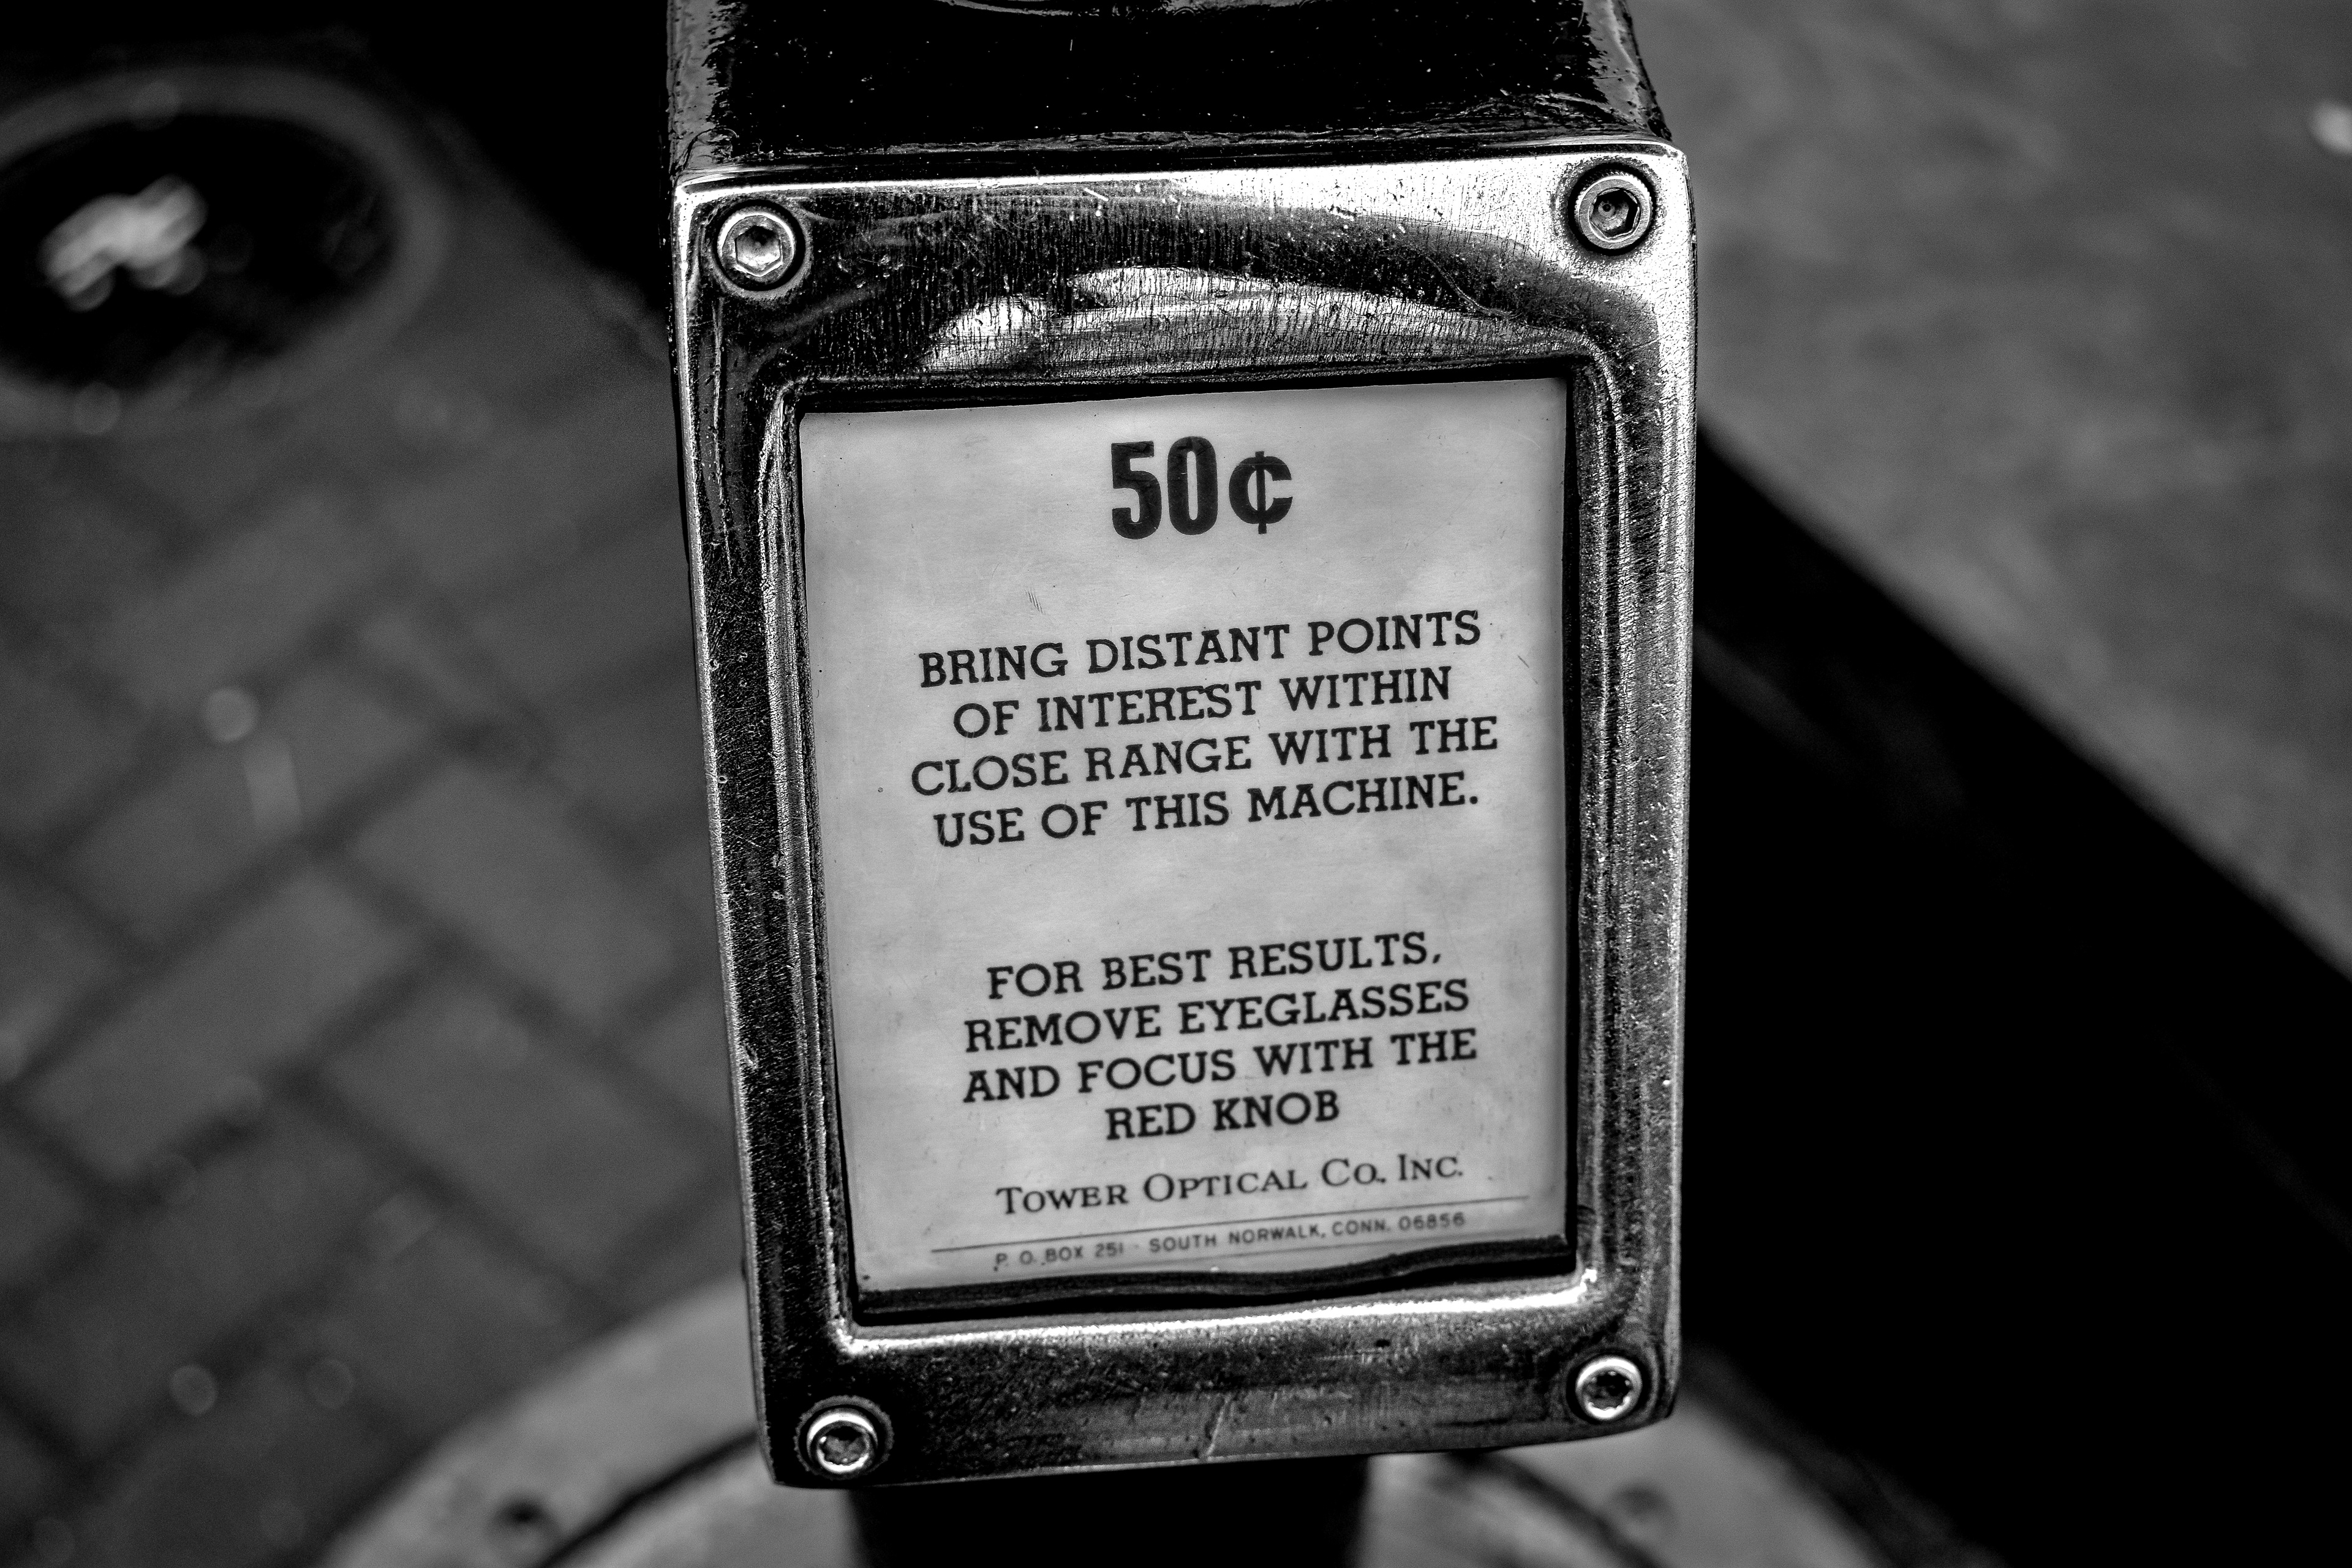 50¢
BRING DISTANT POINTS
OF INTEREST WITHIN
CLOSE RANGE WITH THE
USE OF THIS MACHINE.
FOR BEST RESULTS,
REMOVE EYEGLASSES
AND FOCUS WITH THE
RED KNOB
TOWER OPTICAL CO. INC.
P. O. BOX 251 - SOUTH NORWALK, CONN. 06856